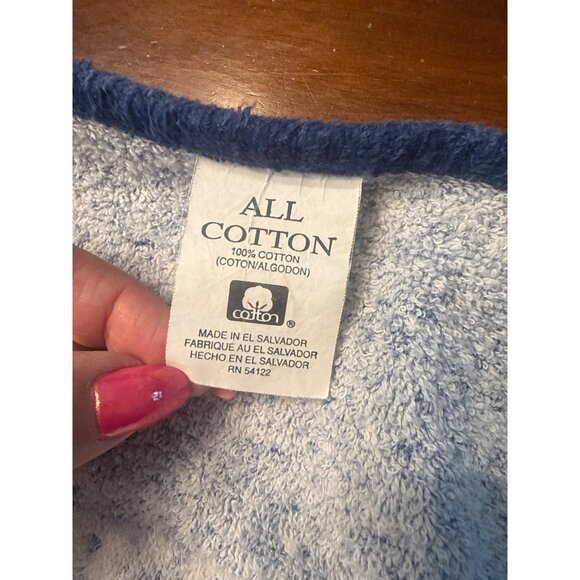 ALL
COTTON
100% COTTON
(COTON/ALGODON)
cotton
®
MADE IN EL SALVADOR
FABRIQUE AU EL SALVADOR
HECHO EN EL SALVADOR
RN 54122